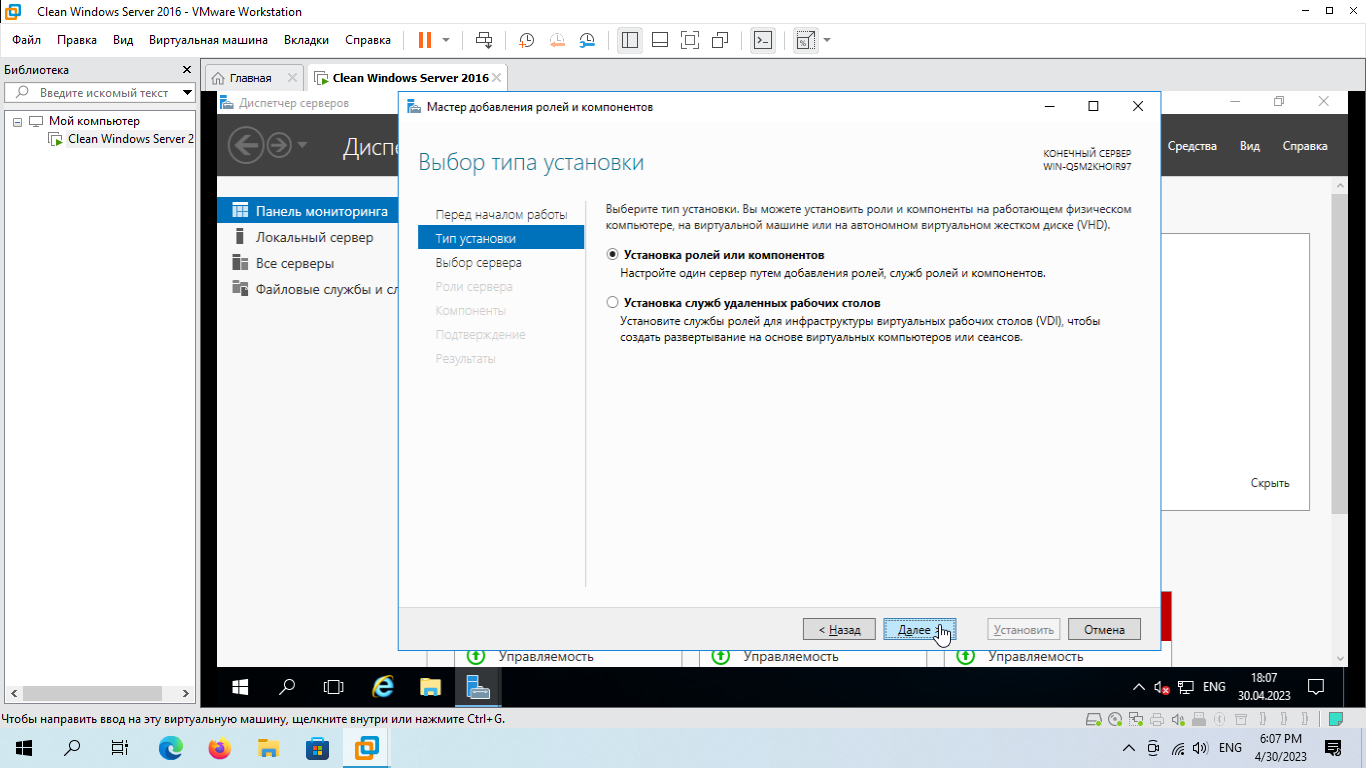 Clean Windows Server 2016 - VMware Workstation
Файл Правка Вид Виртуальная машина Вкладки Справка
Библиотека
Введите искомый текст
Мой компьютер
Clean Windows Server 2
Главная
Clean Windows Server 2016
Диспетчер серверов
Мастер добавления ролей и компонентов
Диспе
Средства Вид Справка
Выбор типа установки
КОНЕЧНЫЙ СЕРВЕР
WIN-Q5M2KHOIR97
Панель мониторинга
Локальный сервер
Все серверы
Файловые службы и сл
Перед началом работы
Тип установки
Выбор сервера
Роли сервера
Компоненты
Подтверждение
Результаты
Выберите тип установки. Вы можете установить роли и компоненты на работающем физическом
компьютере, на виртуальной машине или на автономном виртуальном жестком диске (VHD).
Установка ролей или компонентов
Настройте один сервер путем добавления ролей, служб ролей и компонентов.
Установка служб удаленных рабочих столов
Установите службы ролей для инфраструктуры виртуальных рабочих столов (VDI), чтобы
создать развертывание на основе виртуальных компьютеров или сеансов.
Скрыть
< Назад Далее > Установить Отмена
Управляемость Управляемость Управляемость
ENG
18:07
30.04.2023
Чтобы направить ввод на эту виртуальную машину, щелкните внутри или нажмите Ctrl+G.
ENG
6:07 PM
4/30/2023